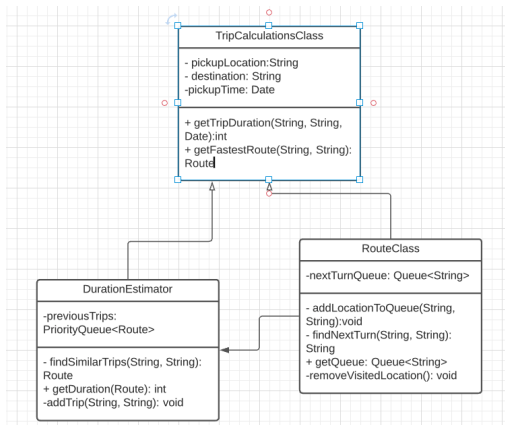 TripCalculationsClass
- pickupLocation:String
- destination: String
-pickupTime: Date
+ getTripDuration(String, String,
Date):int
+ getFastestRoute(String, String):
Route
RouteClass
-nextTurnQueue: Queue<String>
- addLocationToQueue(String,
String):void
- findNextTurn(String, String):
String
+ getQueue: Queue<String>
-removeVisitedLocation(): void
DurationEstimator
-previousTrips:
PriorityQueue<Route>
- findSimilarTrips(String, String):
Route
+ getDuration(Route): int
-addTrip(String, String): void